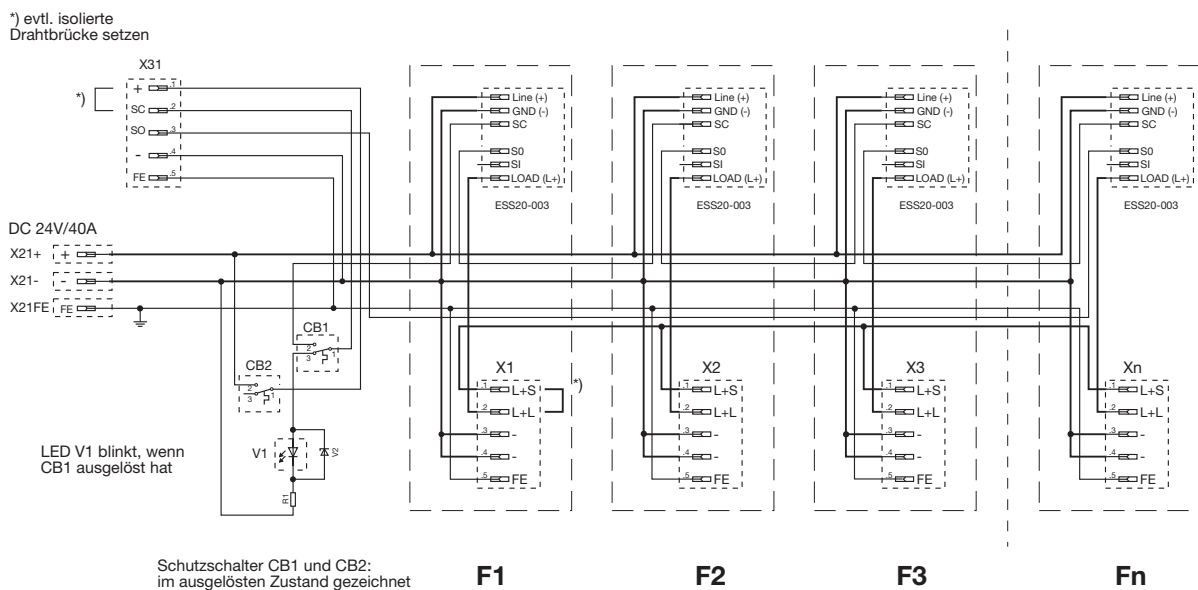 *) evtl. isolierte
Drahtbrücke setzen
X31
*)
+ .1
SC .2
SO .3
- .4
FE .5
DC 24V/40A
X21+ +
X21- -
X21FE FE
CB1
2
3
1
CB2
2
3
1
V1
V2
R1
LED V1 blinkt, wenn
CB1 ausgelöst hat
Schutzschalter CB1 und CB2:
im ausgelösten Zustand gezeichnet
Line (+)
GND (-)
SC
S0
SI
LOAD (L+)
ESS20-003
X1
.1 L+S
.2 L+L
.3 -
.4 -
.5 FE
*)
F1
Line (+)
GND (-)
SC
S0
SI
LOAD (L+)
ESS20-003
X2
.1 L+S
.2 L+L
.3 -
.4 -
.5 FE
F2
Line (+)
GND (-)
SC
S0
SI
LOAD (L+)
ESS20-003
X3
.1 L+S
.2 L+L
.3 -
.4 -
.5 FE
F3
Line (+)
GND (-)
SC
S0
SI
LOAD (L+)
ESS20-003
Xn
.1 L+S
.2 L+L
.3 -
.4 -
.5 FE
Fn